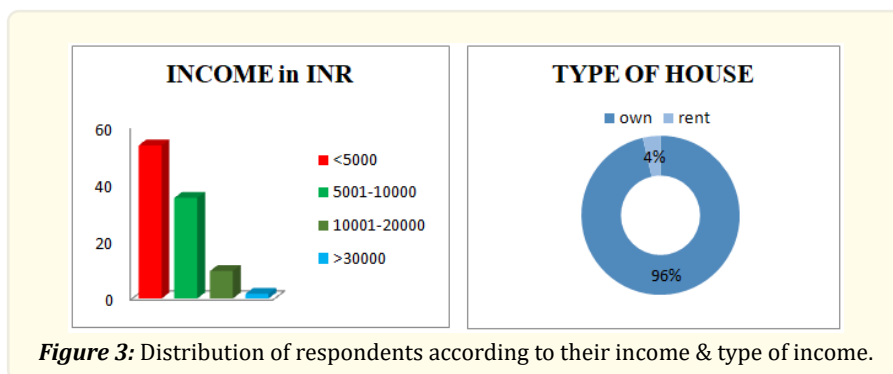 INCOME in INR
60
40
20
0
<5000
5001-10000
10001-20000
>30000
TYPE OF HOUSE
own rent
4%
96%
Figure 3: Distribution of respondents according to their income & type of income.